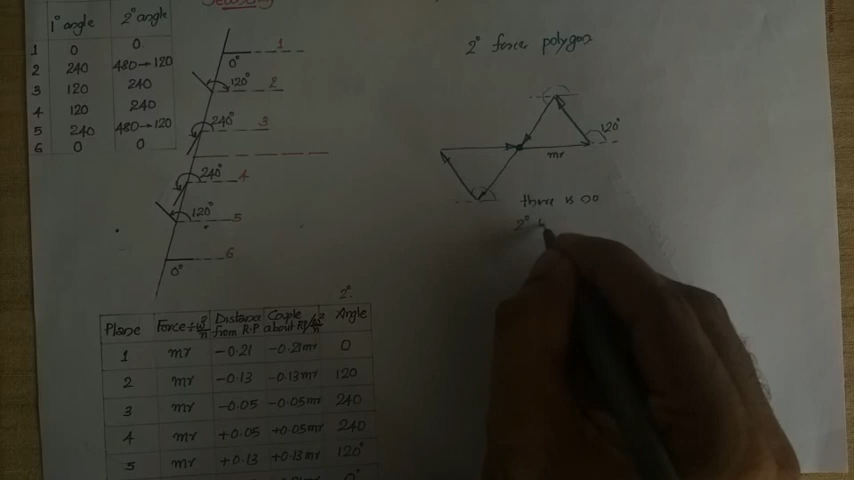 Secondary
1° angle 2° angle
1 0 0
2 240 480→120
3 120 240
4 120 240
5 240 480→120
6 0 0
0° 1
120° 2
240° 3
240° 4
120° 5
0° 6
2° force polygon
120°
mr
there is no
2°
2°
Plane Force÷ω²/n Distance from R.P Couple about RP/ω²/n Angle
1 mr -0.21 -0.21mr 0
2 mr -0.13 -0.13mr 120
3 mr -0.05 -0.05mr 240
4 mr +0.05 +0.05mr 240
5 mr +0.13 +0.13mr 120°
0°